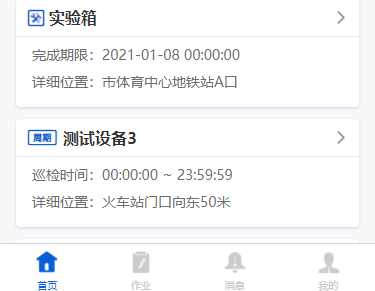 实验箱
完成期限：2021-01-08 00:00:00
详细位置：市体育中心地铁站A口
周期 测试设备3
巡检时间：00:00:00 ~ 23:59:59
详细位置：火车站门口向东50米
首页 作业 消息 我的